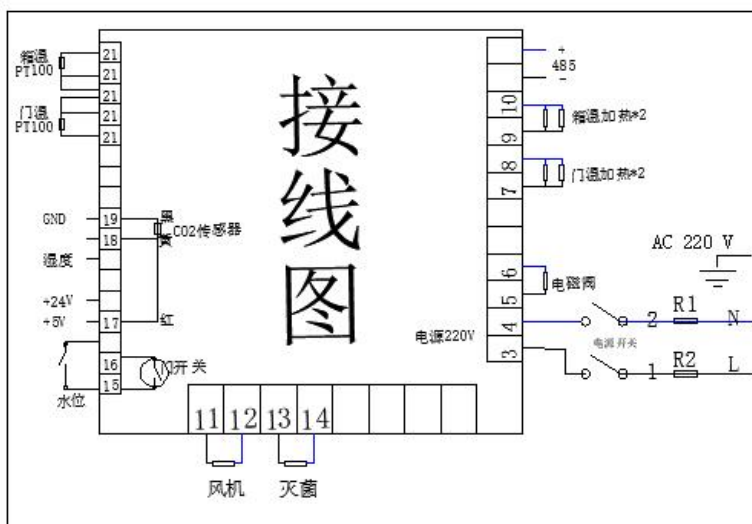 接线图
箱温
PT100
21
21
21
门温
PT100
21
21
GND
19
黑
CO2传感器
18
黄
湿度
+24V
+5V
17
红
16
门开关
15
水位
11
12
13
14
风机
灭菌
+
485
-
10
箱温加热*2
9
8
门温加热*2
7
AC 220 V
6
电磁阀
5
电源220V
4
2
R1
N
电源开关
3
1
R2
L